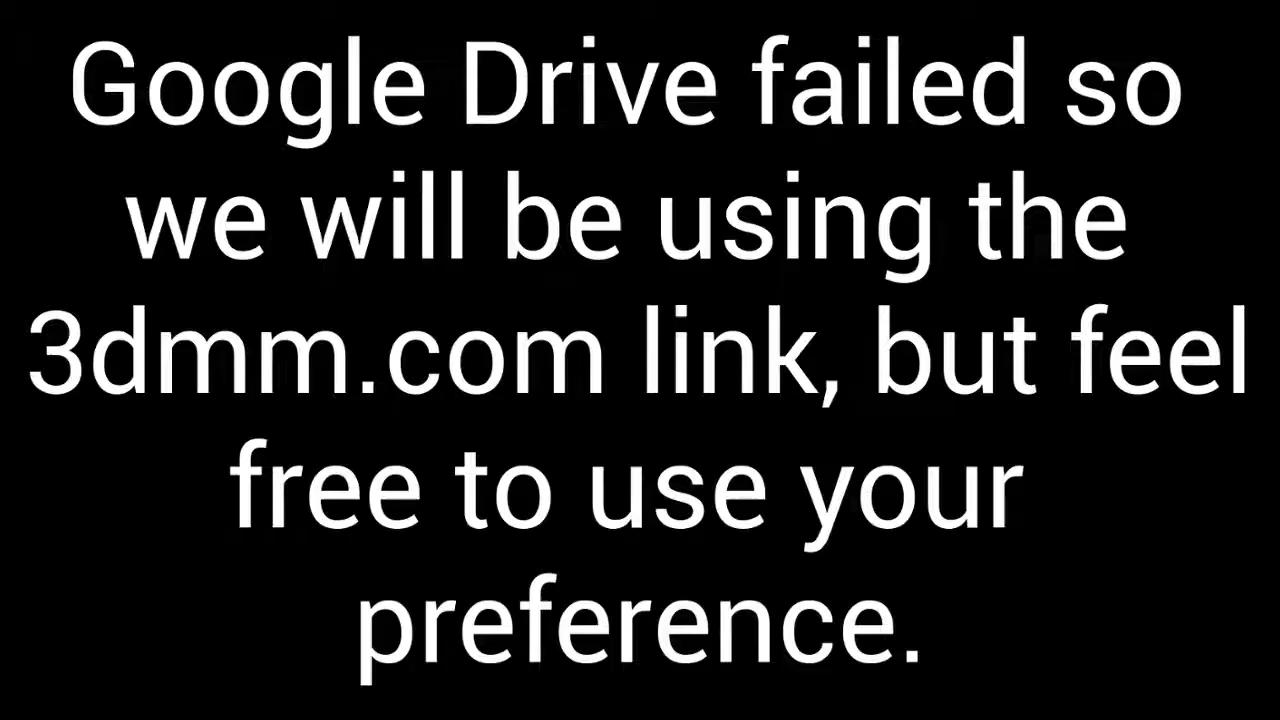 Google Drive failed so
we will be using the
3dmm.com link, but feel
free to use your
preference.